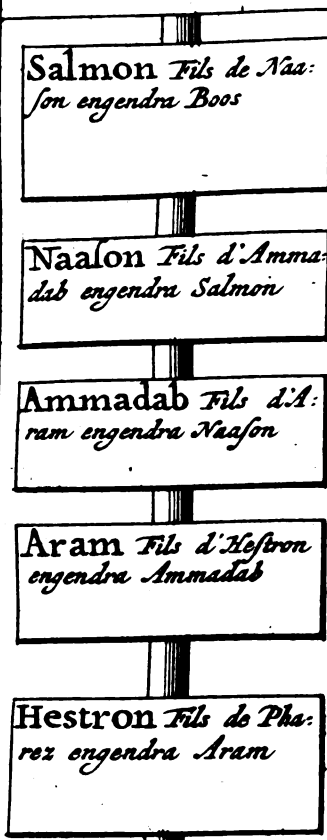 Salmon Fils de Naa:
ſon engendra Boos
Naaſon Fils d'Amma:
dab engendra Salmon
Ammadab Fils d'A:
ram engendra Naaſon
Aram Fils d'Heſtron
engendra Ammadab
Hestron Fils de Pha:
rez engendra Aram